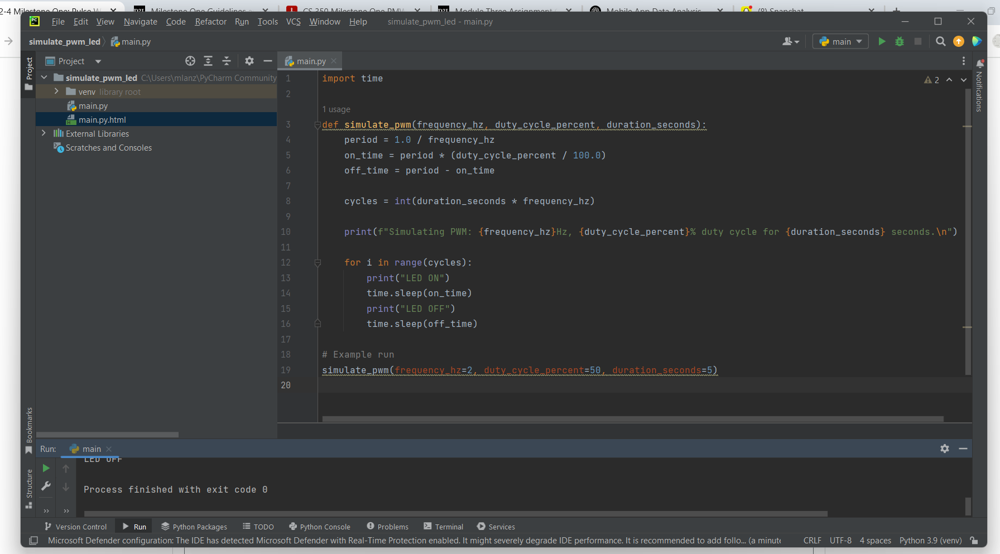 2-4 Milestone One: Pulse W
Milestone One Guidelines a
CS 350 Milestone One PMW
Module Three Assignment
Mobile App Data Analysis
(8) Snapchat
PC File Edit View Navigate Code Refactor Run Tools VCS Window Help simulate_pwm_led - main.py
simulate_pwm_led main.py
main
Project
Project
main.py
simulate_pwm_led C:\Users\mlanz\PyCharm Community
venv library root
main.py
main.py.html
External Libraries
Scratches and Consoles
2
1 import time
2
1 usage
3 def simulate_pwm(frequency_hz, duty_cycle_percent, duration_seconds):
4     period = 1.0 / frequency_hz
5     on_time = period * (duty_cycle_percent / 100.0)
6     off_time = period - on_time
7
8     cycles = int(duration_seconds * frequency_hz)
9
10     print(f"Simulating PWM: {frequency_hz}Hz, {duty_cycle_percent}% duty cycle for {duration_seconds} seconds.\n")
11
12     for i in range(cycles):
13         print("LED ON")
14         time.sleep(on_time)
15         print("LED OFF")
16         time.sleep(off_time)
17
18 # Example run
19 simulate_pwm(frequency_hz=2, duty_cycle_percent=50, duration_seconds=5)
20
Notifications
Bookmarks
Structure
Run: main
LED OFF
Process finished with exit code 0
Version Control Run Python Packages TODO Python Console Problems Terminal Services
Microsoft Defender configuration: The IDE has detected Microsoft Defender with Real-Time Protection enabled. It might severely degrade IDE performance. It is recommended to add follo... (a minute CRLF UTF-8 4 spaces Python 3.9 (venv)